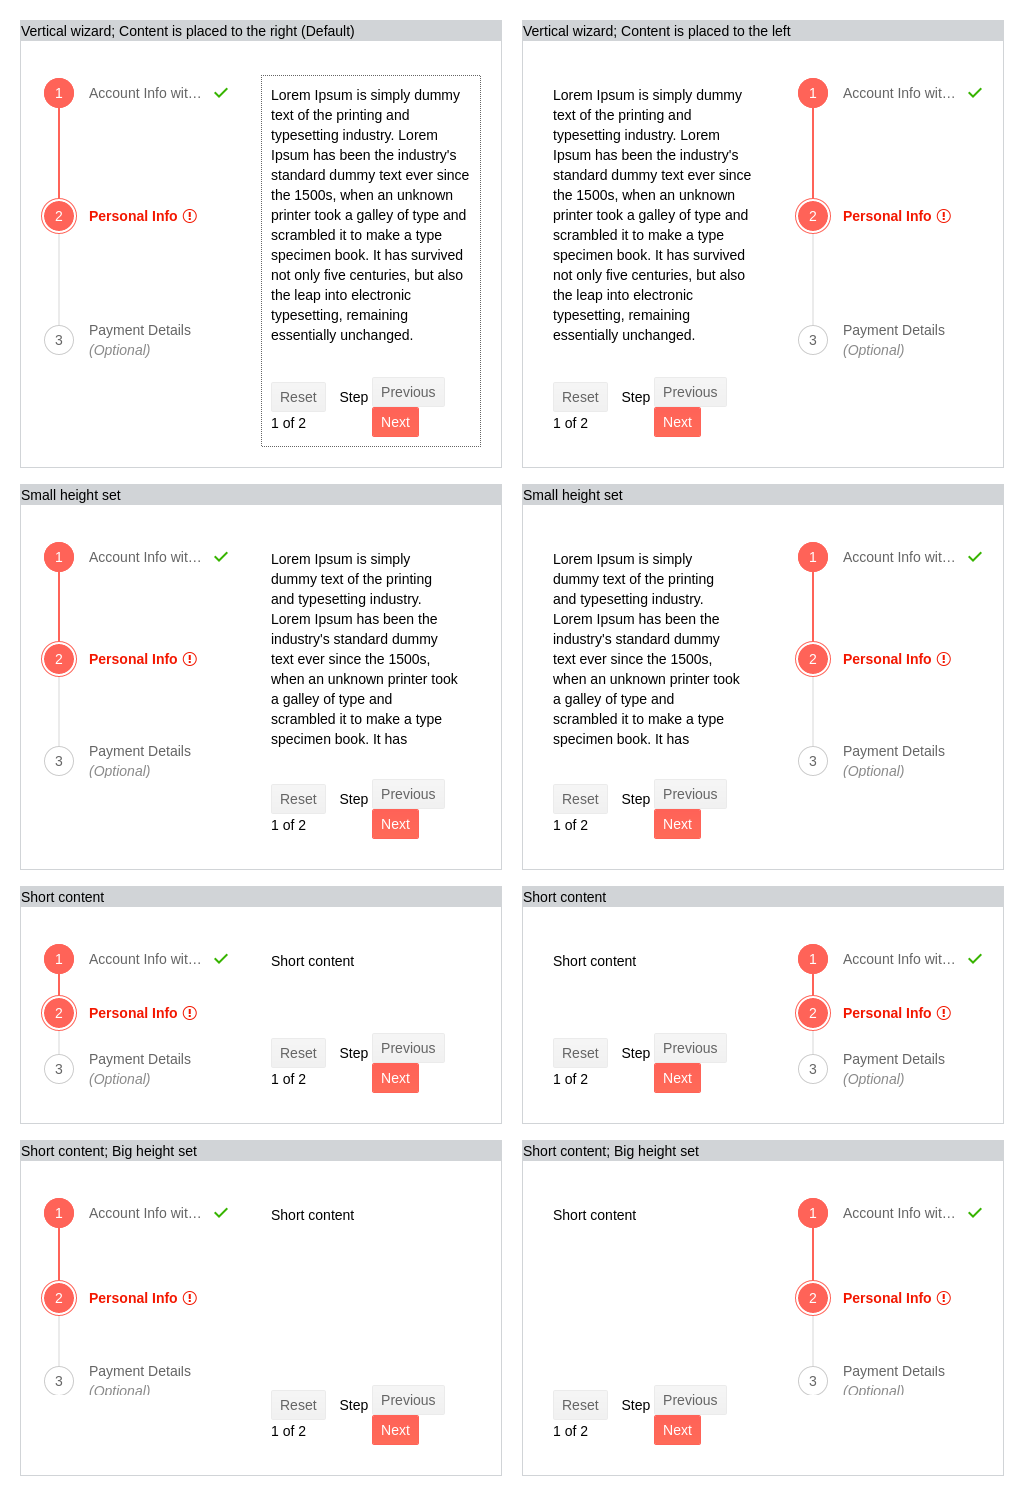 Vertical wizard; Content is placed to the right (Default)
1
Account Info wit…
2
Personal Info
3
Payment Details
(Optional)
Lorem Ipsum is simply dummy
text of the printing and
typesetting industry. Lorem
Ipsum has been the industry's
standard dummy text ever since
the 1500s, when an unknown
printer took a galley of type and
scrambled it to make a type
specimen book. It has survived
not only five centuries, but also
the leap into electronic
typesetting, remaining
essentially unchanged.
Reset Step Previous
1 of 2 Next
Vertical wizard; Content is placed to the left
Lorem Ipsum is simply dummy
text of the printing and
typesetting industry. Lorem
Ipsum has been the industry's
standard dummy text ever since
the 1500s, when an unknown
printer took a galley of type and
scrambled it to make a type
specimen book. It has survived
not only five centuries, but also
the leap into electronic
typesetting, remaining
essentially unchanged.
Reset Step Previous
1 of 2 Next
1
Account Info wit…
2
Personal Info
3
Payment Details
(Optional)
Small height set
1
Account Info wit…
2
Personal Info
3
Payment Details
(Optional)
Lorem Ipsum is simply
dummy text of the printing
and typesetting industry.
Lorem Ipsum has been the
industry's standard dummy
text ever since the 1500s,
when an unknown printer took
a galley of type and
scrambled it to make a type
specimen book. It has
Reset Step Previous
1 of 2 Next
Small height set
Lorem Ipsum is simply
dummy text of the printing
and typesetting industry.
Lorem Ipsum has been the
industry's standard dummy
text ever since the 1500s,
when an unknown printer took
a galley of type and
scrambled it to make a type
specimen book. It has
Reset Step Previous
1 of 2 Next
1
Account Info wit…
2
Personal Info
3
Payment Details
(Optional)
Short content
1
Account Info wit…
2
Personal Info
3
Payment Details
(Optional)
Short content
Reset Step Previous
1 of 2 Next
Short content
Short content
Reset Step Previous
1 of 2 Next
1
Account Info wit…
2
Personal Info
3
Payment Details
(Optional)
Short content; Big height set
1
Account Info wit…
2
Personal Info
3
Payment Details
(Optional)
Short content
Reset Step Previous
1 of 2 Next
Short content; Big height set
Short content
Reset Step Previous
1 of 2 Next
1
Account Info wit…
2
Personal Info
3
Payment Details
(Optional)